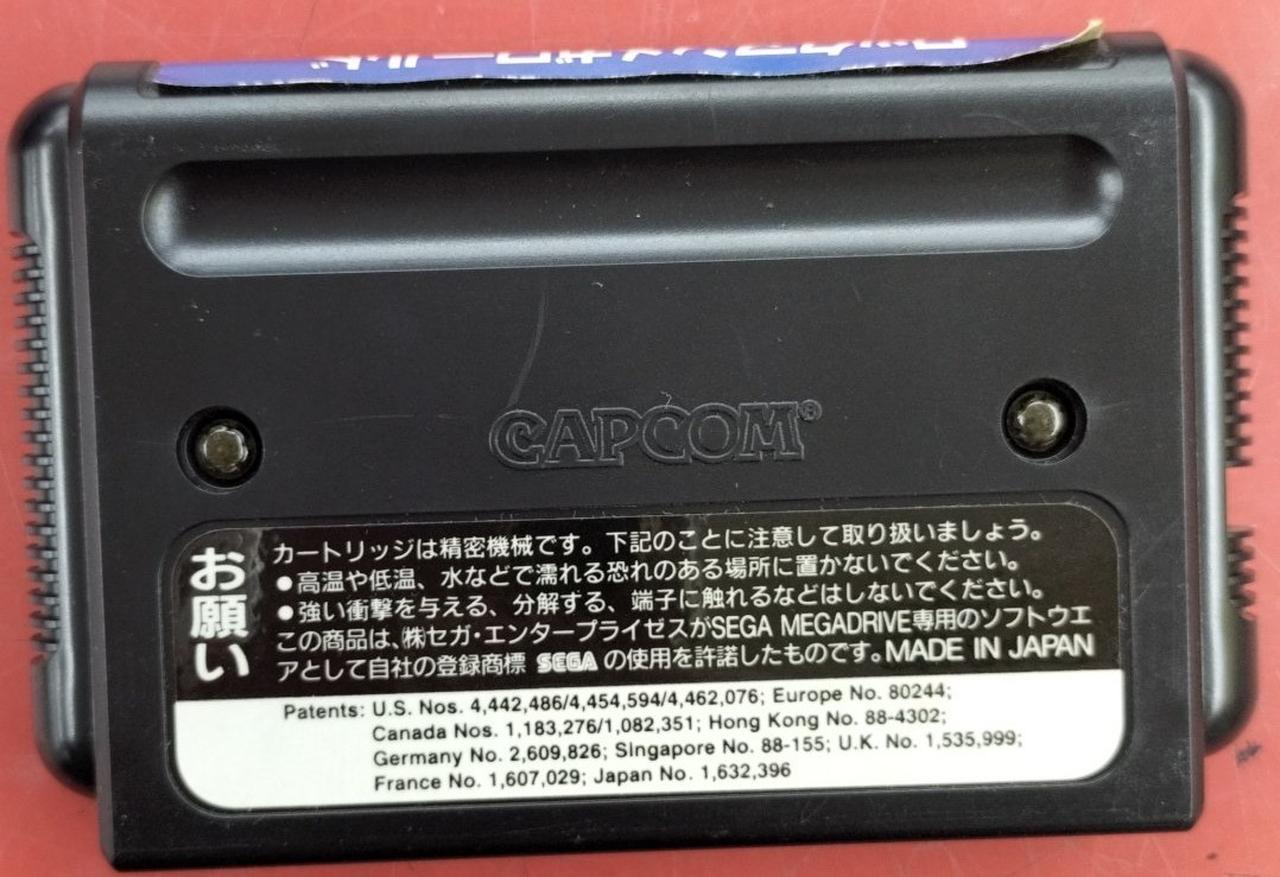 ロックマンメガワールド
CAPCOM®
お願い
カートリッジは精密機械です。下記のことに注意して取り扱いましょう。
●高温や低温、水などで濡れる恐れのある場所に置かないでください。
●強い衝撃を与える、分解する、端子に触れるなどはしないでください。
この商品は、㈱セガ・エンタープライゼスがSEGA MEGADRIVE専用のソフトウエ
アとして自社の登録商標 SEGA の使用を許諾したものです。MADE IN JAPAN
Patents: U.S. Nos. 4,442,486/4,454,594/4,462,076; Europe No. 80244;
Canada Nos. 1,183,276/1,082,351; Hong Kong No. 88-4302;
Germany No. 2,609,826; Singapore No. 88-155; U.K. No. 1,535,999;
France No. 1,607,029; Japan No. 1,632,396